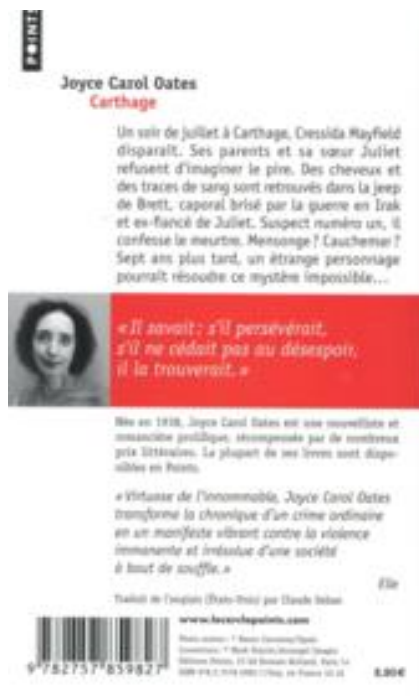 POINTS
Joyce Carol Oates
Carthage
Un soir de juillet à Carthage, Cressida Mayfield
disparaît. Ses parents et sa sœur Juliet
refusent d'imaginer le pire. Des cheveux et
des traces de sang sont retrouvés dans la jeep
de Brett, caporal brisé par la guerre en Irak
et ex-fiancé de Juliet. Suspect numéro un, il
confesse le meurtre. Mensonge ? Cauchemar ?
Sept ans plus tard, un étrange personnage
pourrait résoudre ce mystère impossible...
« Il savait : s'il persévérait,
s'il ne cédait pas au désespoir,
il la trouverait. »
Née en 1938, Joyce Carol Oates est une nouvelliste et
romancière prolifique, récompensée par de nombreux
prix littéraires. La plupart de ses livres sont dispo-
nibles en Points.
« Virtuose de l'innommable, Joyce Carol Oates
transforme la chronique d'un crime ordinaire
en un manifeste vibrant contre la violence
immanente et irrésolue d'une société
à bout de souffle. »
Elle
Traduit de l'anglais (États-Unis) par Claude Seban
www.lecerclepoints.com
9 782757 859827
8,80€